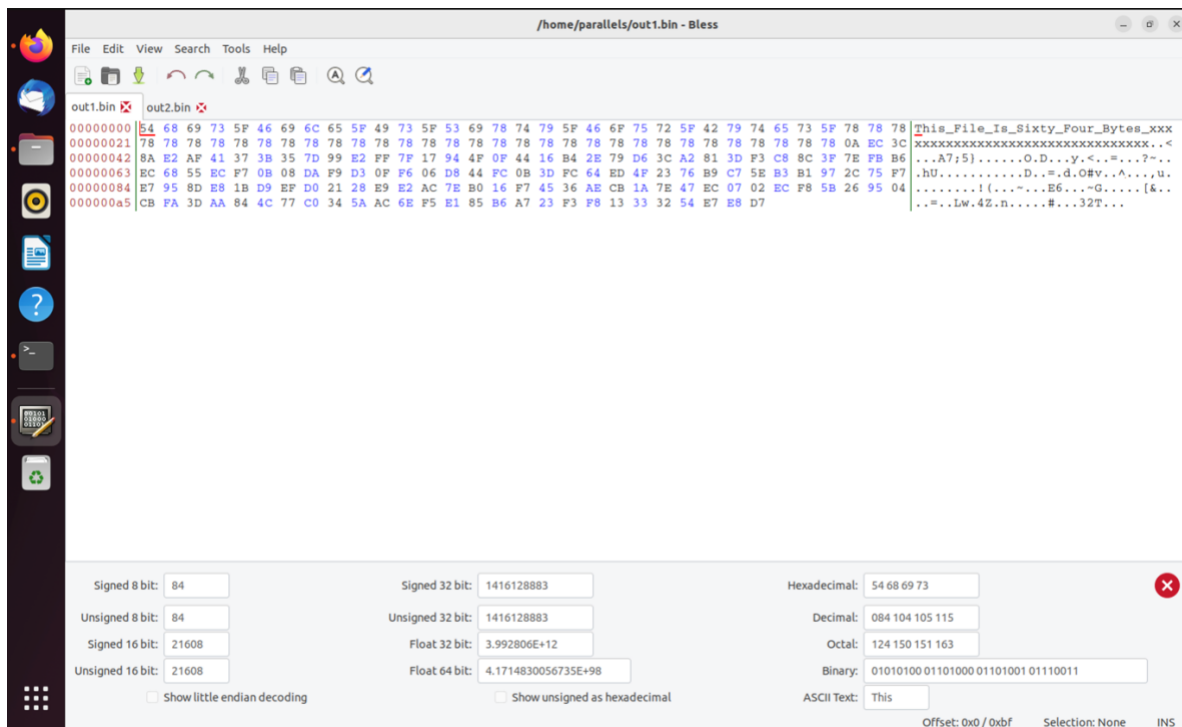 /home/parallels/out1.bin - Bless
File Edit View Search Tools Help
out1.bin out2.bin
00000000 54 68 69 73 5F 46 69 6C 65 5F 49 73 5F 53 69 78 74 79 5F 46 6F 75 72 5F 42 79 74 65 73 5F 78 78 78 This_File_Is_Sixty_Four_Bytes_xxx
00000021 78 78 78 78 78 78 78 78 78 78 78 78 78 78 78 78 78 78 78 78 78 78 78 78 78 78 78 78 78 78 0A EC 3C xxxxxxxxxxxxxxxxxxxxxxxxxxxxxx..<
00000042 8A E2 AF 41 37 3B 35 7D 99 E2 FF 7F 17 94 4F 0F 44 16 B4 2E 79 D6 3C A2 81 3D F3 C8 8C 3F 7E FB B6 ...A7;5}......O.D...y.<..=...?~..
00000063 EC 68 55 EC F7 0B 08 DA F9 D3 0F F6 06 D8 44 FC 0B 3D FC 64 ED 4F 23 76 B9 C7 5E B3 B1 97 2C 75 F7 .hU...........D..=.d.O#v..^...,u.
00000084 E7 95 8D E8 1B D9 EF D0 21 28 E9 E2 AC 7E B0 16 F7 45 36 AE CB 1A 7E 47 EC 07 02 EC F8 5B 26 95 04 ........!(...~...E6...~G.....[&..
000000a5 CB FA 3D AA 84 4C 77 C0 34 5A AC 6E F5 E1 85 B6 A7 23 F3 F8 13 33 32 54 E7 E8 D7 ..=..Lw.4Z.n.....#...32T...
Signed 8 bit: 84 Signed 32 bit: 1416128883 Hexadecimal: 54 68 69 73
Unsigned 8 bit: 84 Unsigned 32 bit: 1416128883 Decimal: 084 104 105 115
Signed 16 bit: 21608 Float 32 bit: 3.992806E+12 Octal: 124 150 151 163
Unsigned 16 bit: 21608 Float 64 bit: 4.1714830056735E+98 Binary: 01010100 01101000 01101001 01110011
Show little endian decoding Show unsigned as hexadecimal ASCII Text: This
Offset: 0x0 / 0xbf Selection: None INS